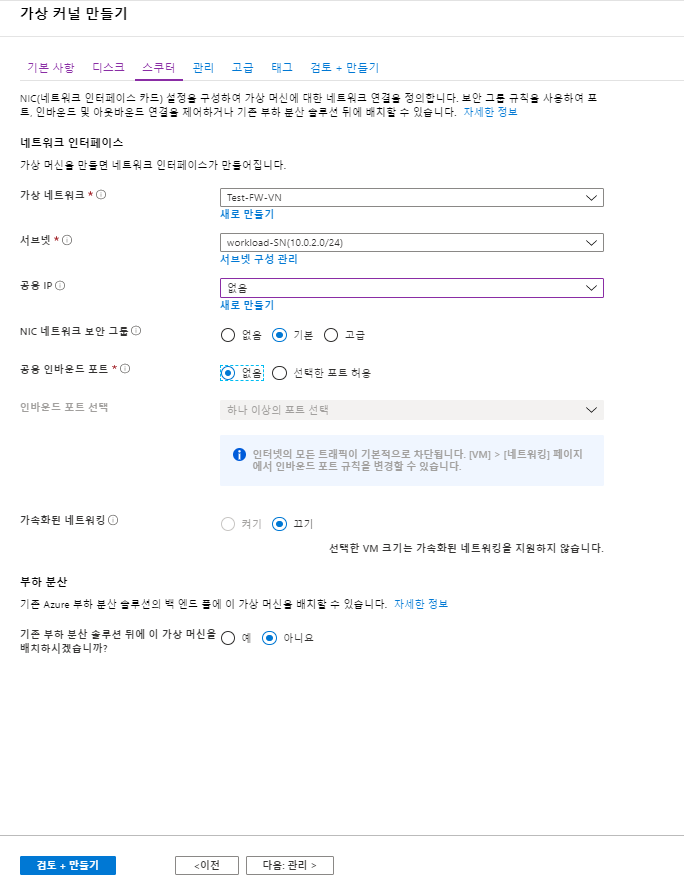 가상 커널 만들기
기본 사항 디스크 스쿠터 관리 고급 태그 검토 + 만들기
NIC(네트워크 인터페이스 카드) 설정을 구성하여 가상 머신에 대한 네트워크 연결을 정의합니다. 보안 그룹 규칙을 사용하여 포
트, 인바운드 및 아웃바운드 연결을 제어하거나 기존 부하 분산 솔루션 뒤에 배치할 수 있습니다. 자세한 정보
네트워크 인터페이스
가상 머신을 만들면 네트워크 인터페이스가 만들어집니다.
가상 네트워크 *
Test-FW-VN
새로 만들기
서브넷 *
workload-SN(10.0.2.0/24)
서브넷 구성 관리
공용 IP
없음
새로 만들기
NIC 네트워크 보안 그룹
없음 기본 고급
공용 인바운드 포트 *
없음 선택한 포트 허용
인바운드 포트 선택
하나 이상의 포트 선택
인터넷의 모든 트래픽이 기본적으로 차단됩니다. [VM] > [네트워킹] 페이지
에서 인바운드 포트 규칙을 변경할 수 있습니다.
가속화된 네트워킹
켜기 끄기
선택한 VM 크기는 가속화된 네트워킹을 지원하지 않습니다.
부하 분산
기존 Azure 부하 분산 솔루션의 백 엔드 풀에 이 가상 머신을 배치할 수 있습니다. 자세한 정보
기존 부하 분산 솔루션 뒤에 이 가상 머신을
배치하시겠습니까?
예 아니요
검토 + 만들기
<이전
다음: 관리 >